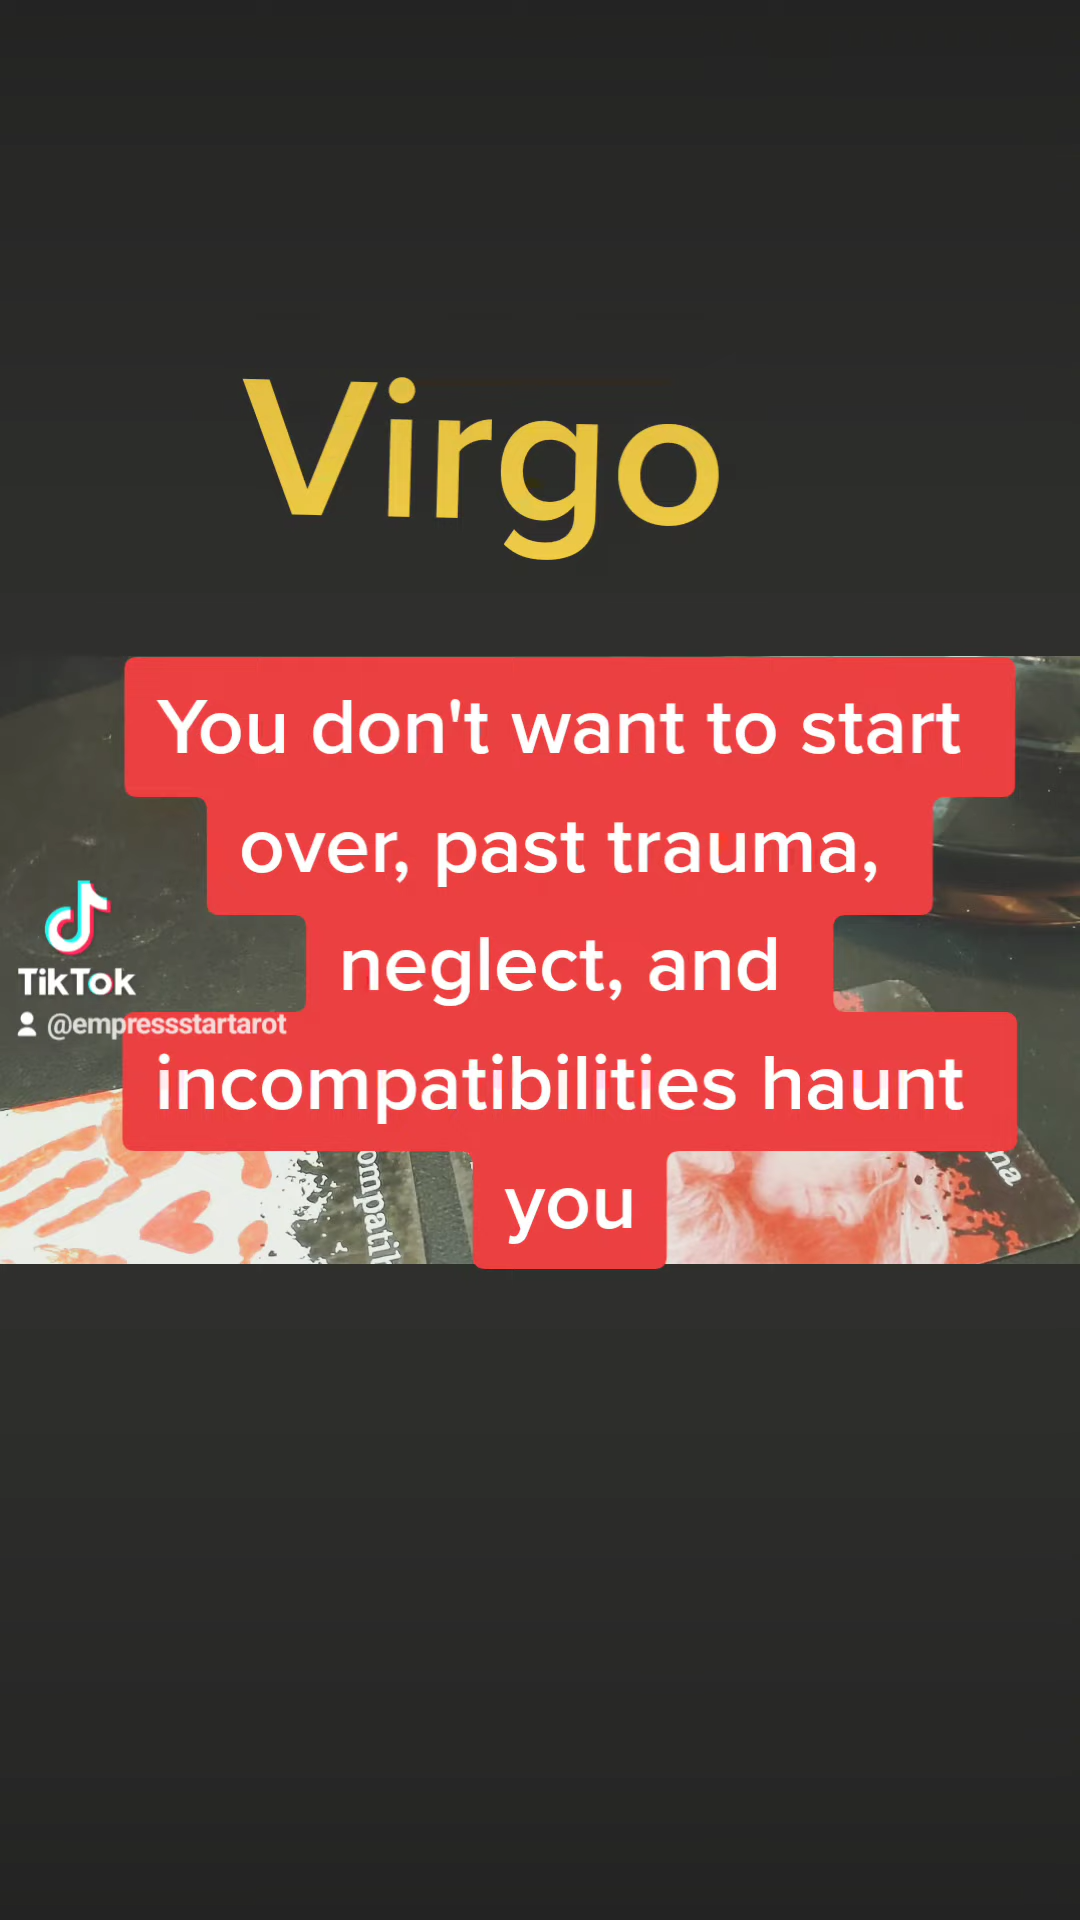 Virgo
You don't want to start
over, past trauma,
neglect, and
TikTok
@empressstartarot
incompatibilities haunt
you